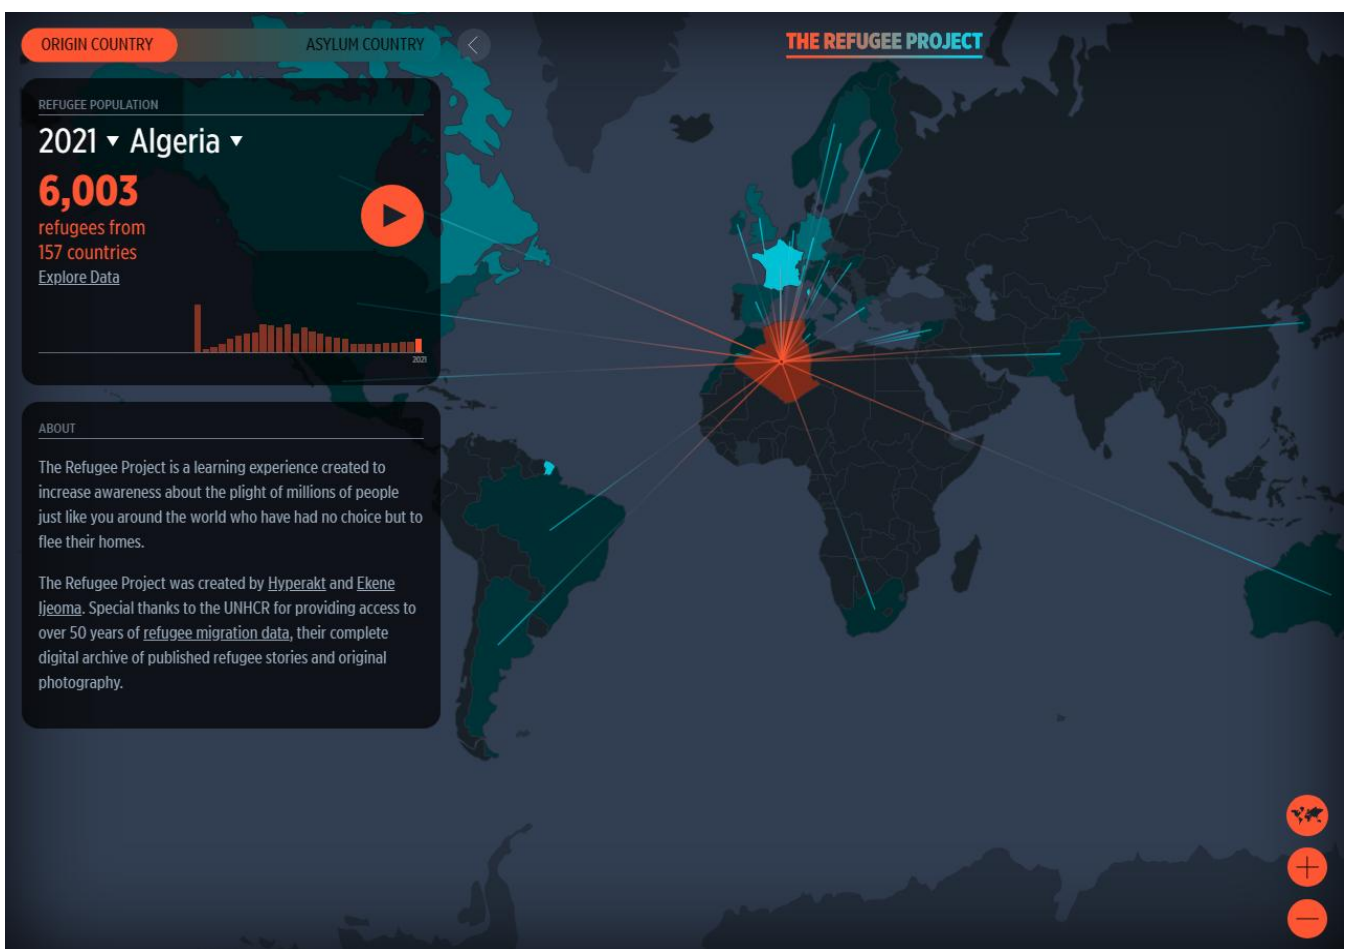 ORIGIN COUNTRY
ASYLUM COUNTRY
THE REFUGEE PROJECT
REFUGEE POPULATION
2021 Algeria
6,003
refugees from
157 countries
Explore Data
2021
ABOUT
The Refugee Project is a learning experience created to
increase awareness about the plight of millions of people
just like you around the world who have had no choice but to
flee their homes.
The Refugee Project was created by Hyperakt and Ekene
Ijeoma. Special thanks to the UNHCR for providing access to
over 50 years of refugee migration data, their complete
digital archive of published refugee stories and original
photography.